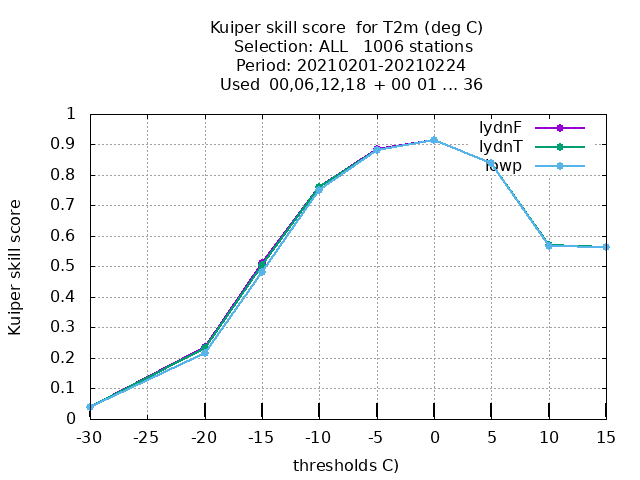 Kuiper skill score for T2m (deg C)
Selection: ALL 1006 stations
Period: 20210201-20210224
Used 00,06,12,18 + 00 01 ... 36
lydnF
lydnT
lowp
Kuiper skill score
1
0.9
0.8
0.7
0.6
0.5
0.4
0.3
0.2
0.1
0
-30 -25 -20 -15 -10 -5 0 5 10 15
thresholds C)